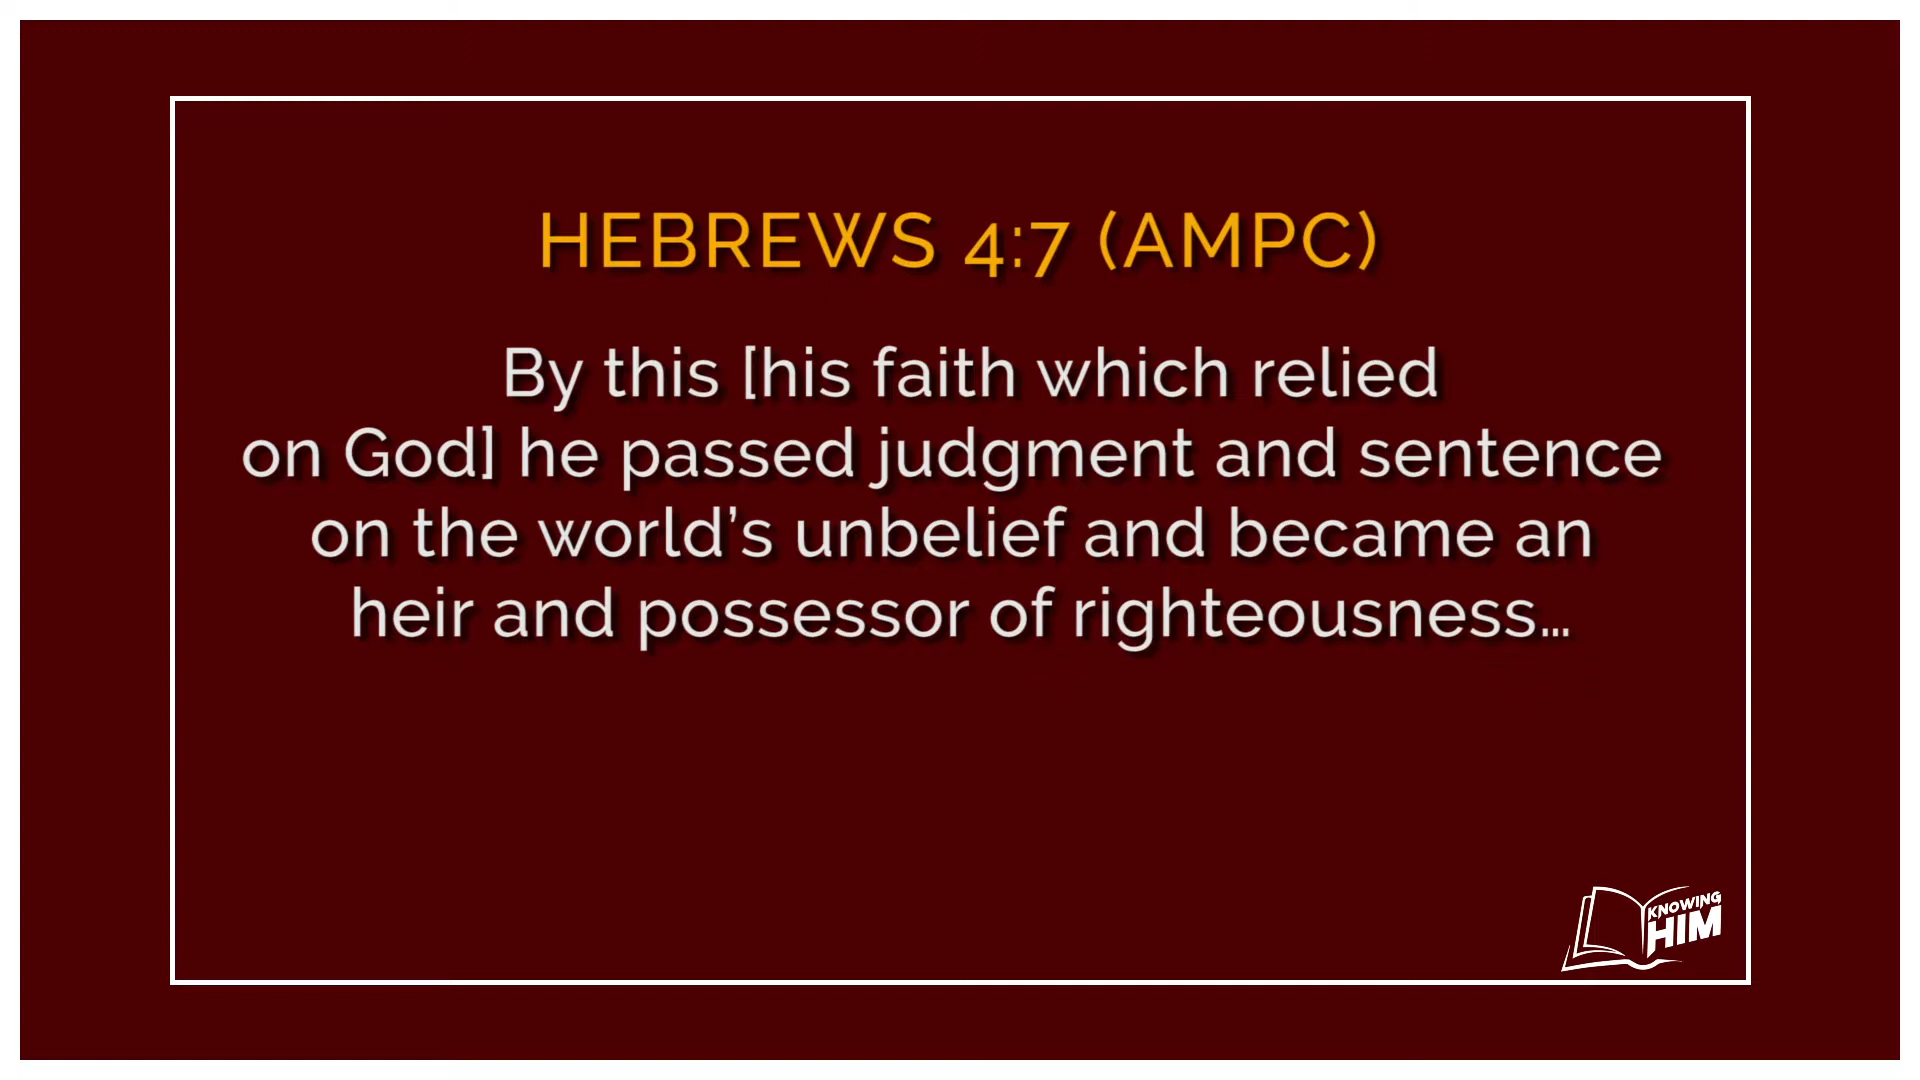 HEBREWS 4:7 (AMPC)
By this [his faith which relied
on God] he passed judgment and sentence
on the world’s unbelief and became an
heir and possessor of righteousness…
KNOWING
HIM